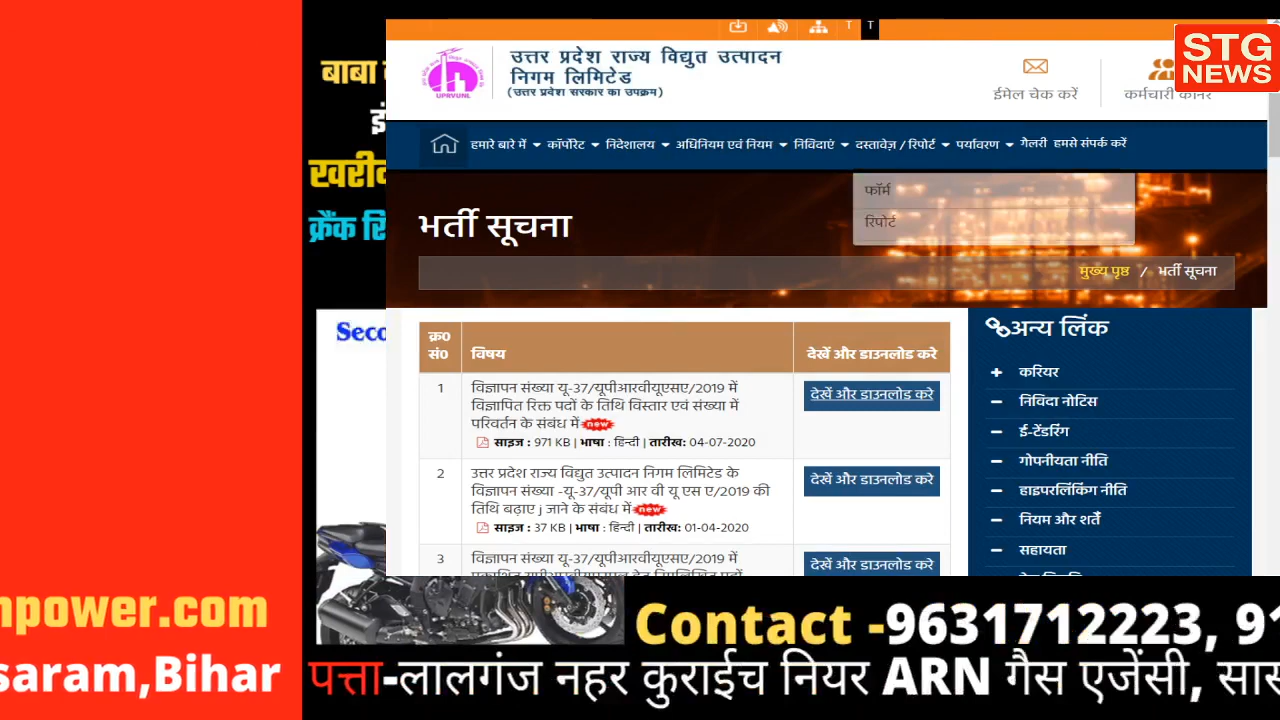 STG
NEWS
T T
उत्तर प्रदेश राज्य विद्युत उत्पादन
निगम लिमिटेड
(उत्तर प्रदेश सरकार का उपक्रम)
UPRVUNL
ईमेल चेक करें
कर्मचारी कॉर्नर
हमारे बारे में कॉर्पोरेट निदेशालय अधिनियम एवं नियम निविदाएं दस्तावेज़ / रिपोर्ट पर्यावरण गैलरी हमसे संपर्क करें
फॉर्म
रिपोर्ट
भर्ती सूचना
मुख्य पृष्ठ / भर्ती सूचना
क्र0 सं0 विषय देखें और डाउनलोड करे
1 विज्ञापन संख्या यू-37/यूपीआरवीयूएसए/2019 में
विज्ञापित रिक्त पदों के तिथि विस्तार एवं संख्या में
परिवर्तन के संबंध में new
साइज : 971 KB | भाषा : हिन्दी | तारीख: 04-07-2020
देखें और डाउनलोड करे
2 उत्तर प्रदेश राज्य विद्युत उत्पादन निगम लिमिटेड के
विज्ञापन संख्या -यू-37/यूपी आर वी यू एस ए/2019 की
तिथि बढ़ाए j जाने के संबंध में new
साइज : 37 KB | भाषा : हिन्दी | तारीख: 01-04-2020
देखें और डाउनलोड करे
3 विज्ञापन संख्या यू-37/यूपीआरवीयूएसए/2019 में
देखें और डाउनलोड करे
अन्य लिंक
करियर
निविदा नोटिस
ई-टेंडरिंग
गोपनीयता नीति
हाइपरलिंकिंग नीति
नियम और शर्तें
सहायता
बाबा
खरीद
क्रैंक
Seco
npower.com
saram,Bihar
Contact -9631712223, 91
पत्ता-लालगंज नहर कुराईच नियर ARN गैस एजेंसी, सास